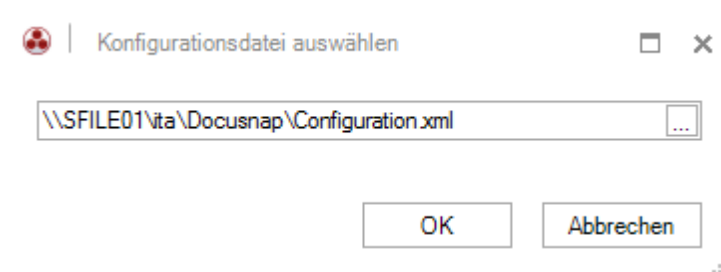 Konfigurationsdatei auswählen
\\SFILE01\ita\Docusnap\Configuration.xml
...
OK
Abbrechen